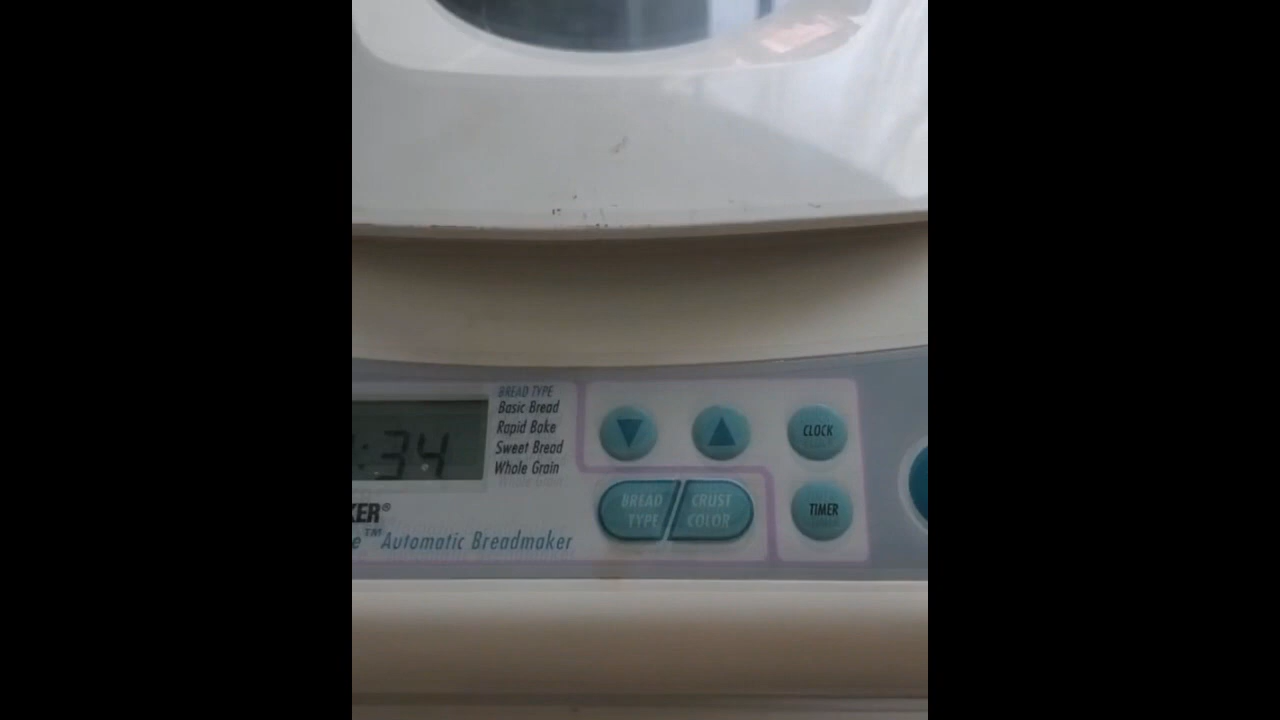 BREAD TYPE
Basic Bread
Rapid Bake
Sweet Bread
Whole Grain
:34
CLOCK
BREAD TYPE
CRUST COLOR
TIMER
KER®
e™ Automatic Breadmaker